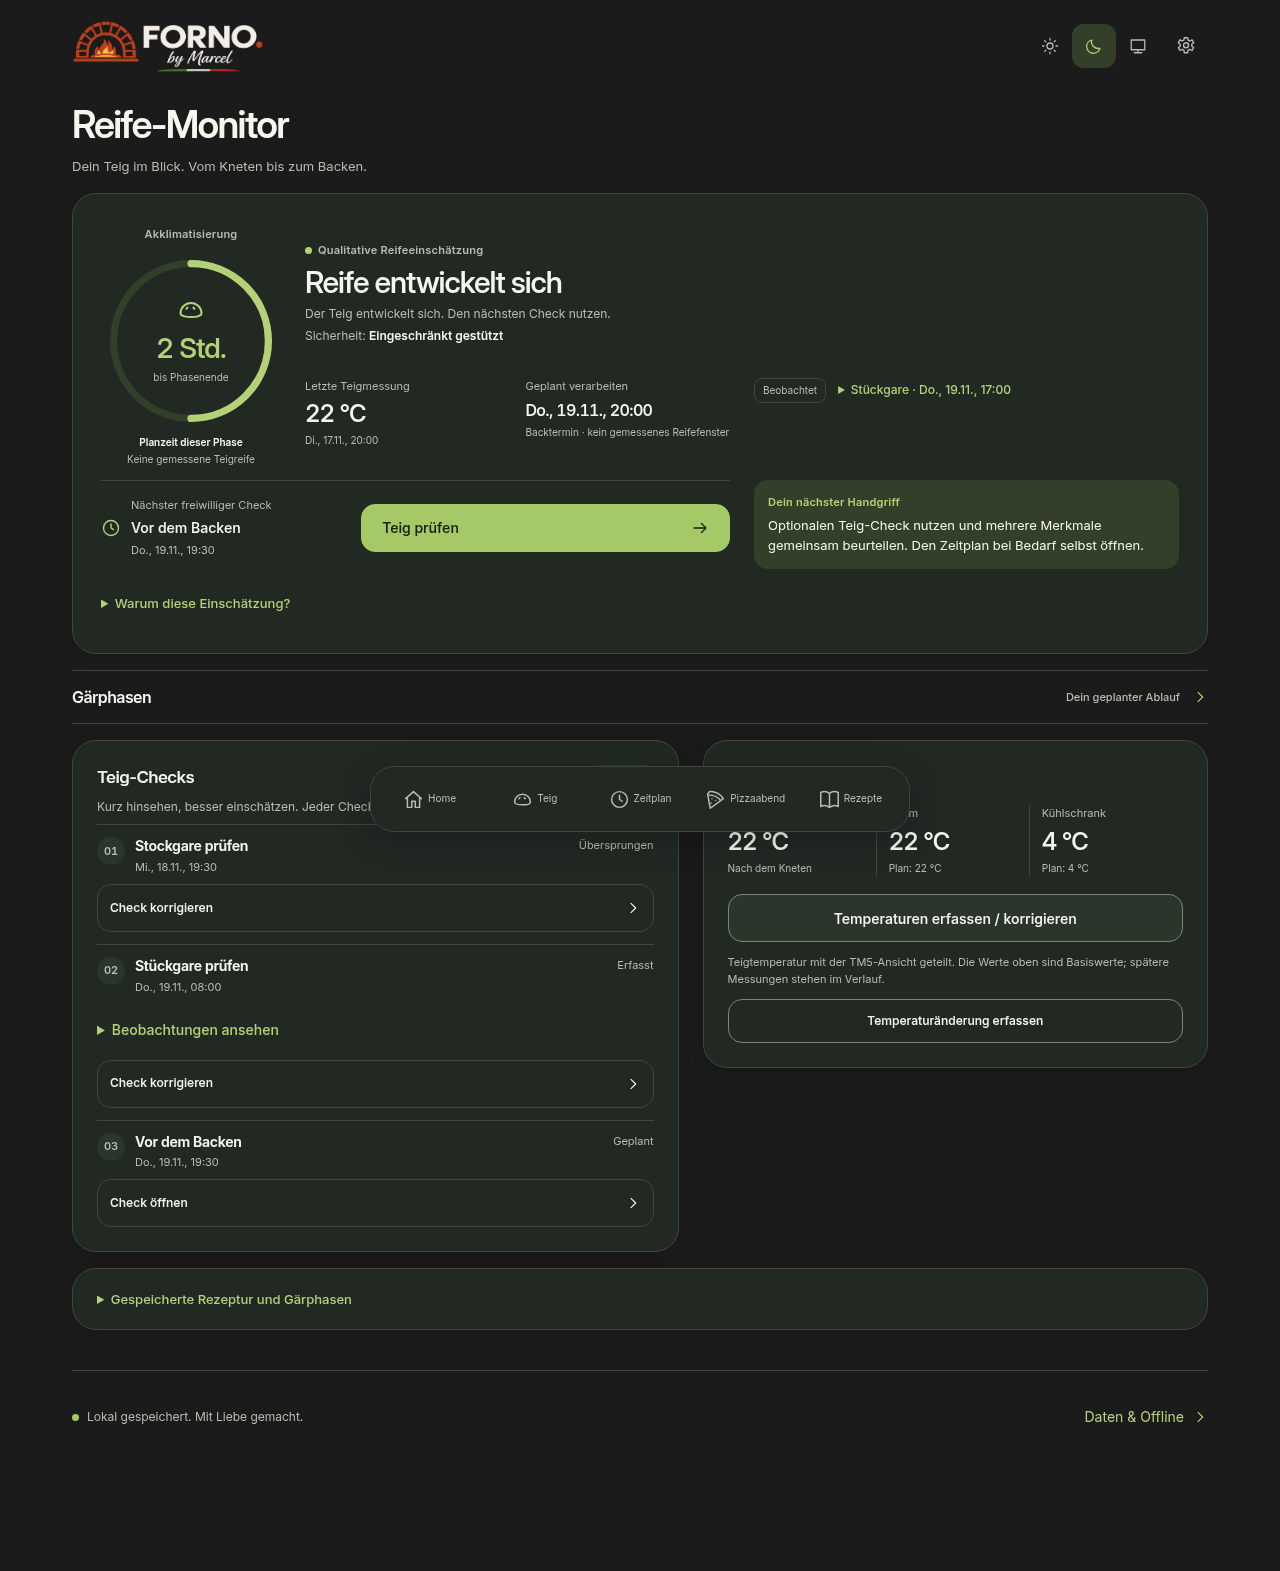 FORNO.
by Marcel
Reife-Monitor
Dein Teig im Blick. Vom Kneten bis zum Backen.
Akklimatisierung
2 Std.
bis Phasenende
Planzeit dieser Phase
Keine gemessene Teigreife
Qualitative Reifeeinschätzung
Reife entwickelt sich
Der Teig entwickelt sich. Den nächsten Check nutzen.
Sicherheit: Eingeschränkt gestützt
Letzte Teigmessung
22 °C
Di., 17.11., 20:00
Geplant verarbeiten
Do., 19.11., 20:00
Backtermin · kein gemessenes Reifefenster
Beobachtet
Stückgare · Do., 19.11., 17:00
Nächster freiwilliger Check
Vor dem Backen
Do., 19.11., 19:30
Teig prüfen
Dein nächster Handgriff
Optionalen Teig-Check nutzen und mehrere Merkmale
gemeinsam beurteilen. Den Zeitplan bei Bedarf selbst öffnen.
Warum diese Einschätzung?
Gärphasen
Dein geplanter Ablauf
Teig-Checks
Kurz hinsehen, besser einschätzen. Jeder Check
Home
Teig
Zeitplan
Pizzaabend
Rezepte
01
Stockgare prüfen
Übersprungen
Mi., 18.11., 19:30
Check korrigieren
02
Stückgare prüfen
Erfasst
Do., 19.11., 08:00
Beobachtungen ansehen
Check korrigieren
03
Vor dem Backen
Geplant
Do., 19.11., 19:30
Check öffnen
22 °C
Nach dem Kneten
22 °C
Plan: 22 °C
Kühlschrank
4 °C
Plan: 4 °C
Temperaturen erfassen / korrigieren
Teigtemperatur mit der TM5-Ansicht geteilt. Die Werte oben sind Basiswerte; spätere
Messungen stehen im Verlauf.
Temperaturänderung erfassen
Gespeicherte Rezeptur und Gärphasen
Lokal gespeichert. Mit Liebe gemacht.
Daten & Offline